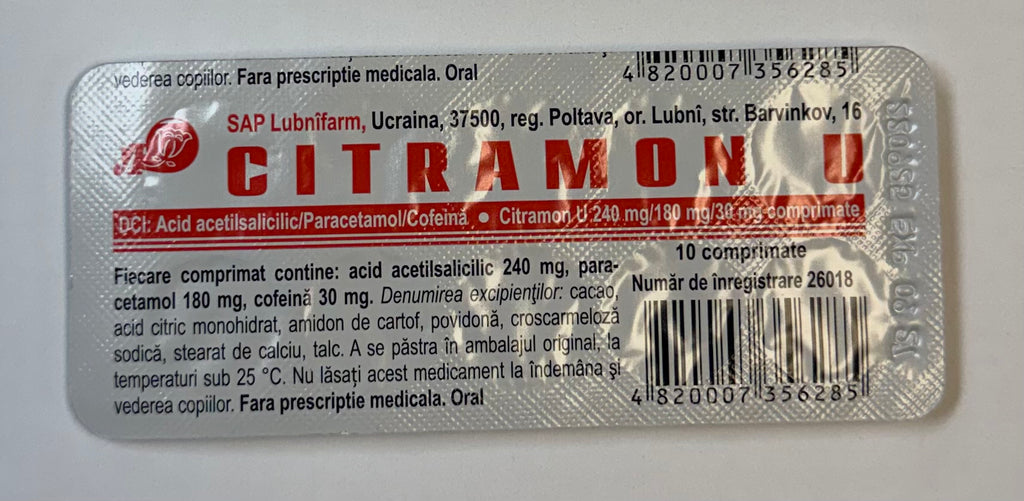 vederea copiilor. Fara prescriptie medicala. Oral
4 820007 356285
SAP Lubnîfarm, Ucraina, 37500, reg. Poltava, or. Lubnî, str. Barvinkov, 16
CITRAMON U
DCI: Acid acetilsalicilic/Paracetamol/Cofeină • Citramon U 240 mg/180 mg/30 mg comprimate
Fiecare comprimat contine: acid acetilsalicilic 240 mg, para-
cetamol 180 mg, cofeină 30 mg. Denumirea excipienţilor: cacao,
acid citric monohidrat, amidon de cartof, povidonă, croscarmeloză
sodică, stearat de calciu, talc. A se păstra în ambalajul original, la
temperaturi sub 25 °C. Nu lăsaţi acest medicament la îndemâna şi
vederea copiilor. Fara prescriptie medicala. Oral
10 comprimate
Număr de înregistrare 26018
4 820007 356285